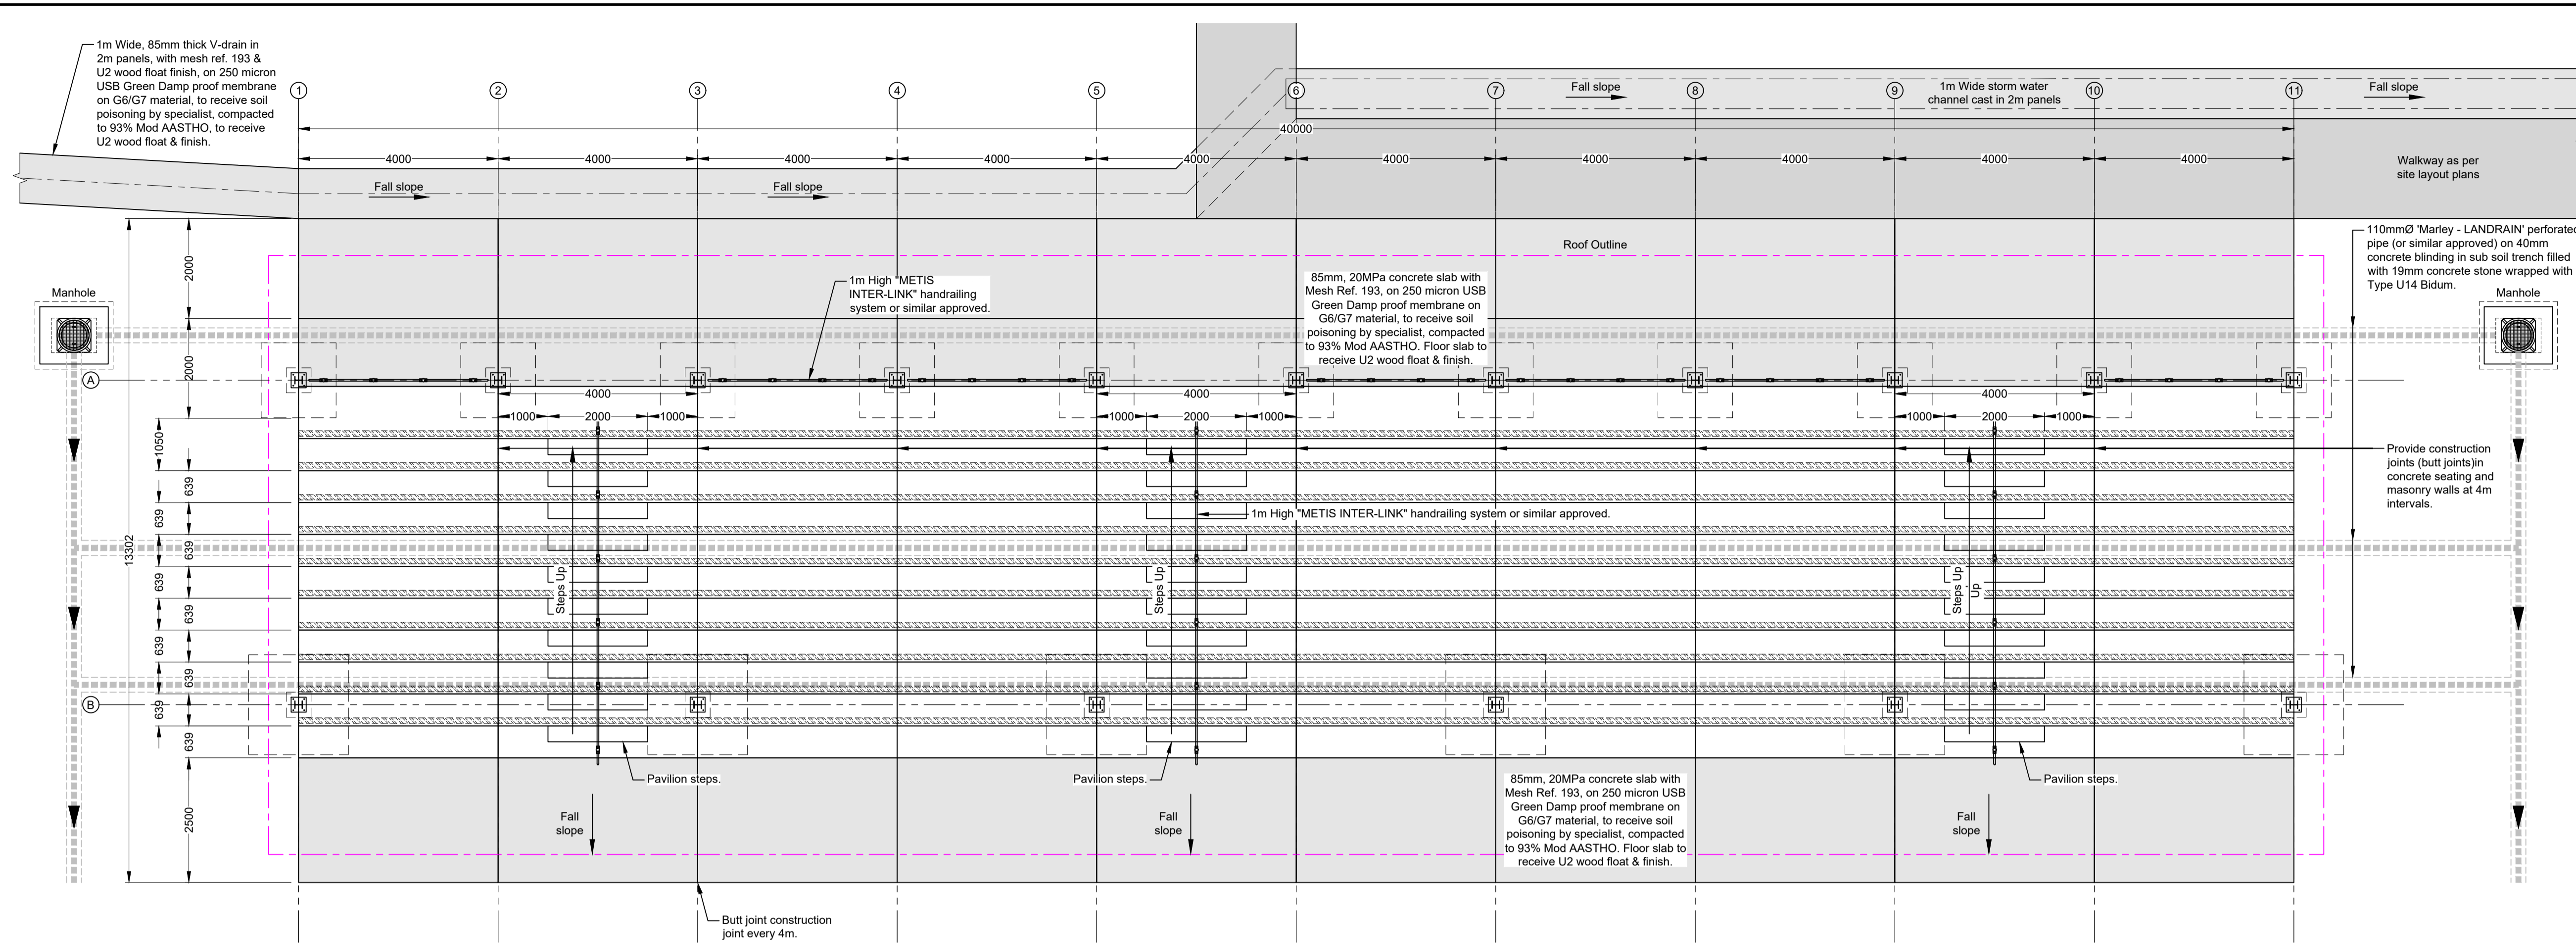 1m Wide, 85mm thick V-drain in
2m panels, with mesh ref. 193 &
U2 wood float finish, on 250 micron
USB Green Damp proof membrane
on G6/G7 material, to receive soil
poisoning by specialist, compacted
to 93% Mod AASTHO, to receive
U2 wood float & finish.
1
2
3
4
5
6
7
8
9
10
11
Fall slope
1m Wide storm water
channel cast in 2m panels
Fall slope
40000
4000
4000
4000
4000
4000
4000
4000
4000
4000
4000
Walkway as per
site layout plans
Fall slope
Fall slope
110mmØ 'Marley - LANDRAIN' perforated
pipe (or similar approved) on 40mm
concrete blinding in sub soil trench filled
with 19mm concrete stone wrapped with
Type U14 Bidum.
Roof Outline
2000
Manhole
1m High "METIS
INTER-LINK" handrailing
system or similar approved.
85mm, 20MPa concrete slab with
Mesh Ref. 193, on 250 micron USB
Green Damp proof membrane on
G6/G7 material, to receive soil
poisoning by specialist, compacted
to 93% Mod AASTHO. Floor slab to
receive U2 wood float & finish.
Manhole
2000
A
4000
4000
4000
1000
2000
1000
1000
2000
1000
1000
2000
1000
1050
Provide construction
joints (butt joints)in
concrete seating and
masonry walls at 4m
intervals.
639
639
1m High "METIS INTER-LINK" handrailing system or similar approved.
13302
639
639
639
639
639
639
639
639
639
Steps Up
Steps Up
Steps Up
Up
B
Pavilion steps.
Pavilion steps.
Pavilion steps.
2500
Fall
slope
Fall
slope
85mm, 20MPa concrete slab with
Mesh Ref. 193, on 250 micron USB
Green Damp proof membrane on
G6/G7 material, to receive soil
poisoning by specialist, compacted
to 93% Mod AASTHO. Floor slab to
receive U2 wood float & finish.
Fall
slope
Butt joint construction
joint every 4m.